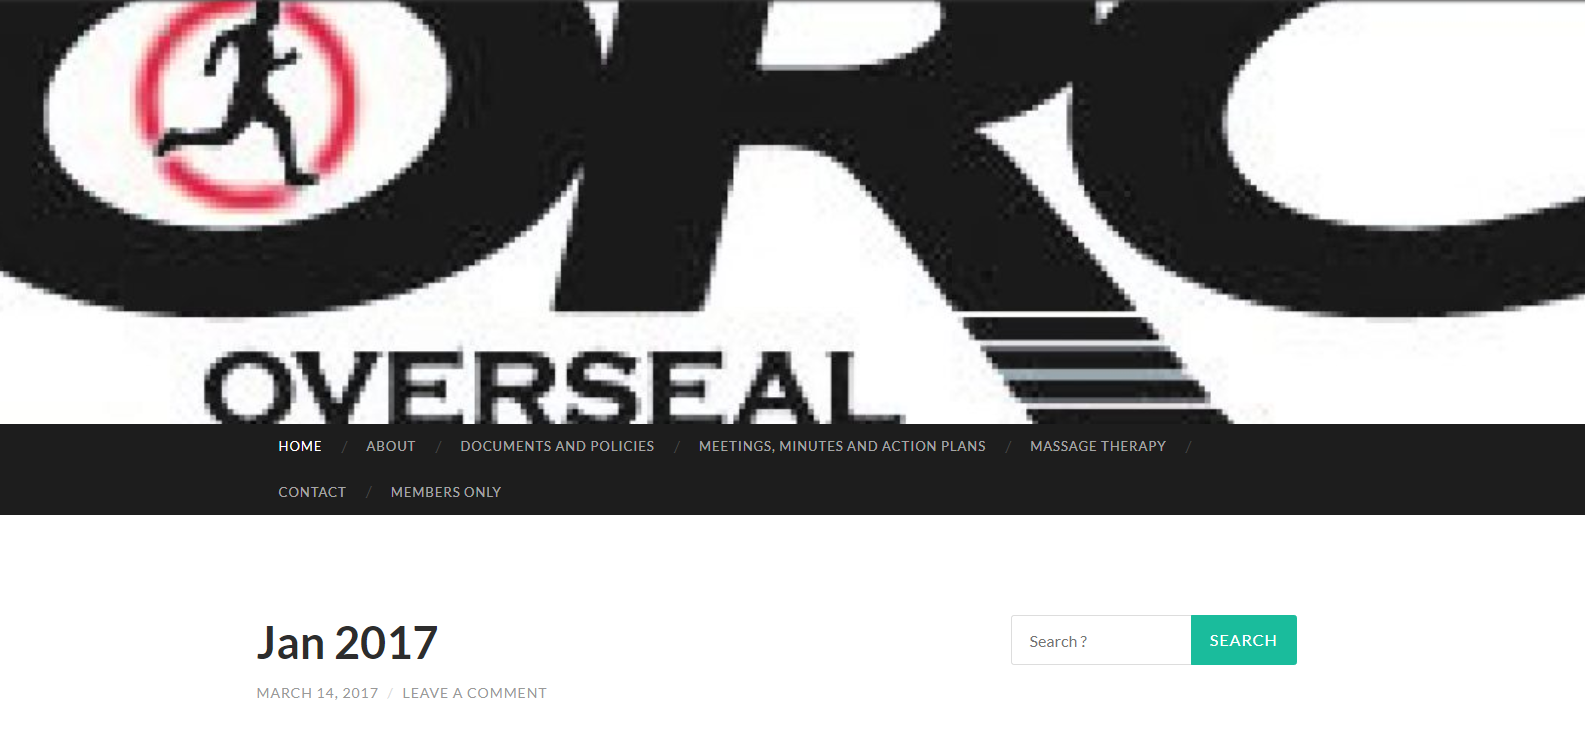 ORC
OVERSEAL
HOME / ABOUT / DOCUMENTS AND POLICIES / MEETINGS, MINUTES AND ACTION PLANS / MASSAGE THERAPY /
CONTACT / MEMBERS ONLY
Jan 2017
Search ? SEARCH
MARCH 14, 2017 / LEAVE A COMMENT